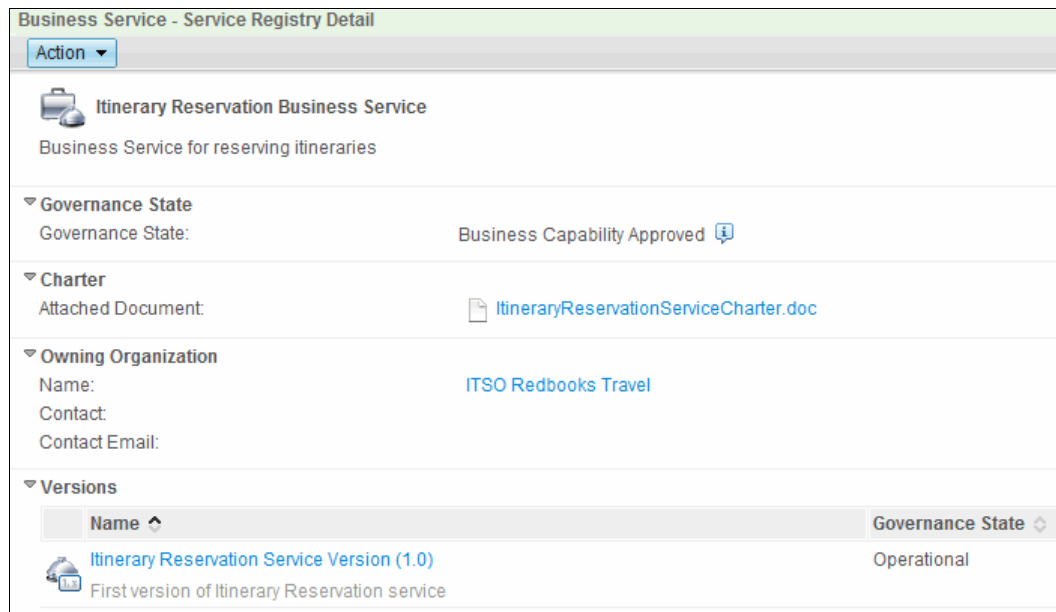 Business Service - Service Registry Detail
Action
Itinerary Reservation Business Service
Business Service for reserving itineraries
Governance State
Governance State: Business Capability Approved
Charter
Attached Document: ItineraryReservationServiceCharter.doc
Owning Organization
Name: ITSO Redbooks Travel
Contact:
Contact Email:
Versions
Name Governance State
Itinerary Reservation Service Version (1.0) Operational
First version of Itinerary Reservation service